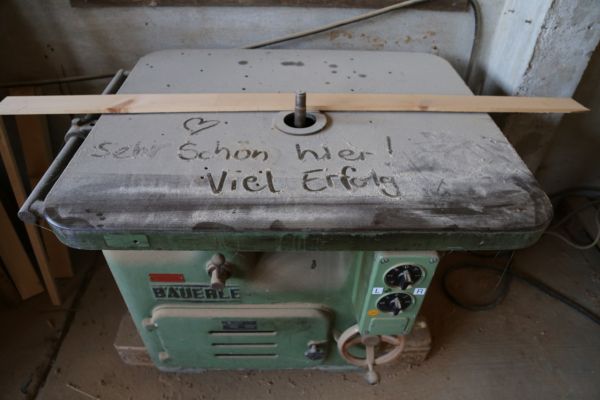 Sehr Schön hier!
Viel Erfolg
BÄUERLE
L R